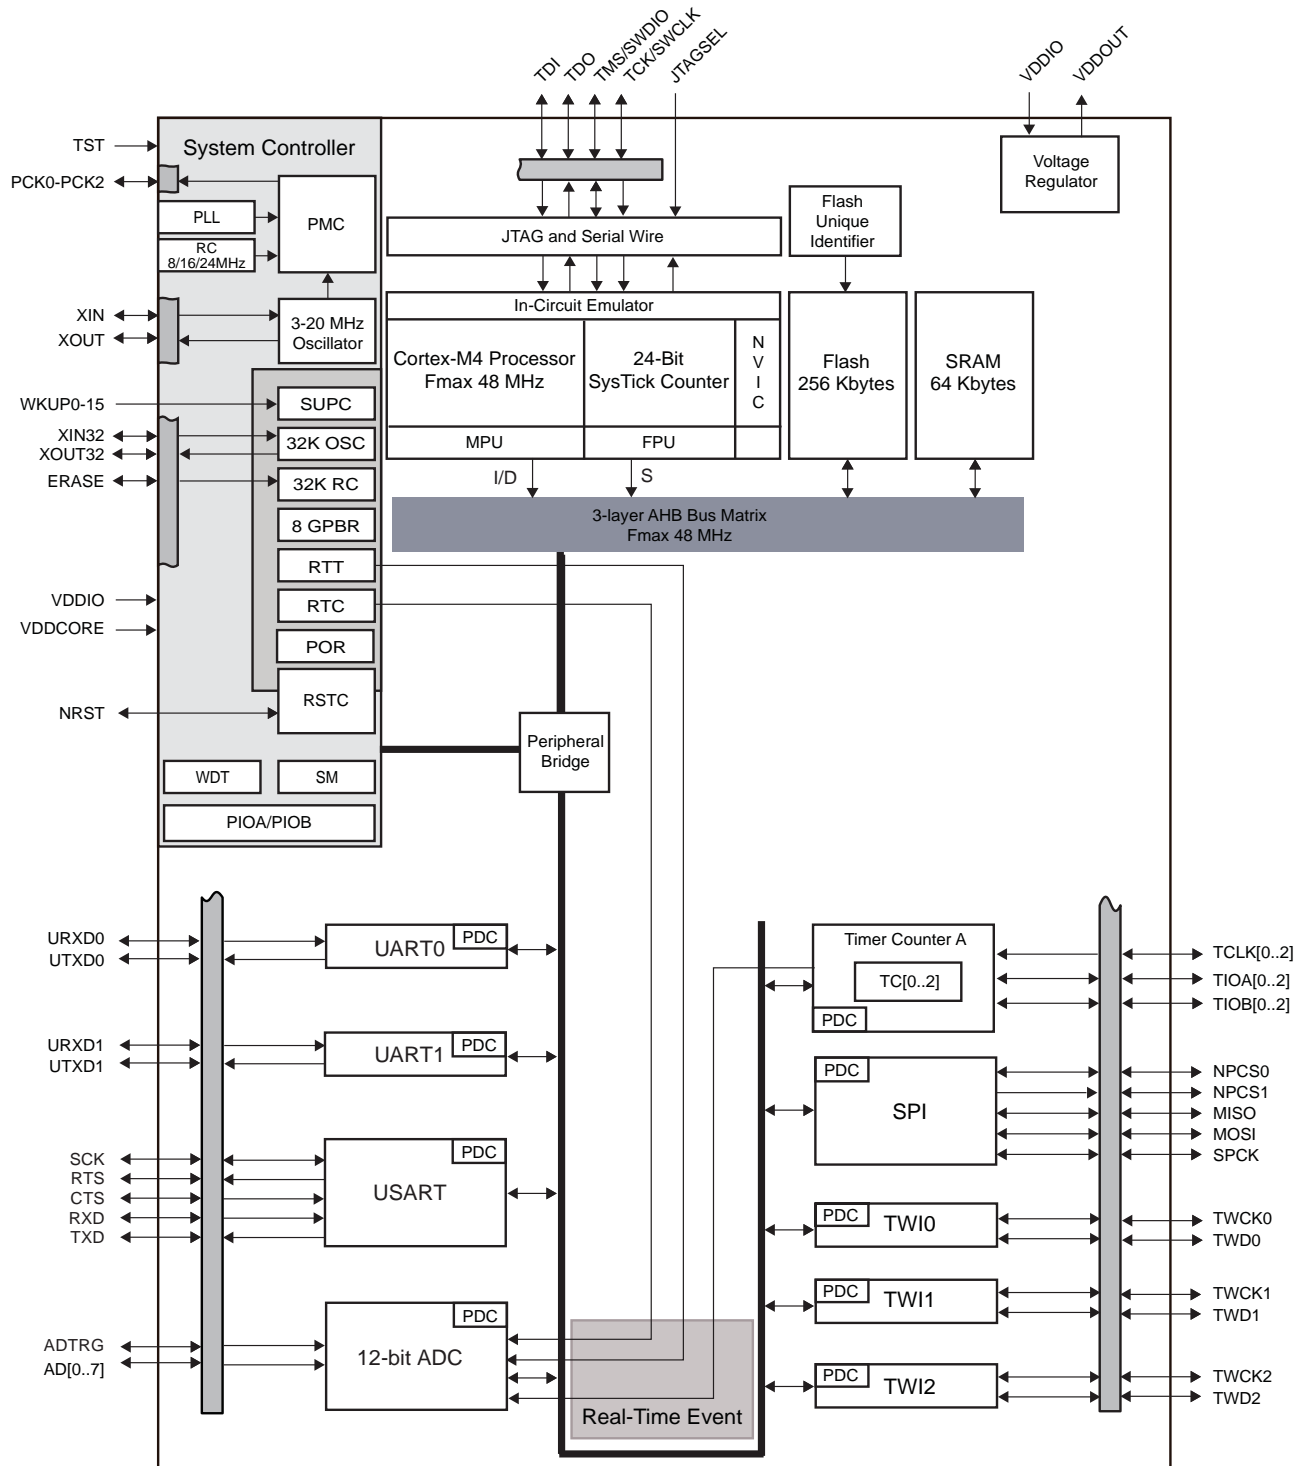 TDI
TDO
TMS/SWDIO
TCK/SWCLK
JTAGSEL
VDDIO
VDDOUT
TST
System Controller
Voltage
Regulator
PCK0-PCK2
PLL
PMC
RC
8/16/24MHz
JTAG and Serial Wire
Flash
Unique
Identifier
XIN
XOUT
3-20 MHz
Oscillator
In-Circuit Emulator
Cortex-M4 Processor
Fmax 48 MHz
24-Bit
SysTick Counter
N
V
I
C
Flash
256 Kbytes
SRAM
64 Kbytes
MPU
FPU
I/D
S
WKUP0-15
SUPC
XIN32
XOUT32
32K OSC
ERASE
32K RC
3-layer AHB Bus Matrix
Fmax 48 MHz
8 GPBR
RTT
VDDIO
RTC
VDDCORE
POR
NRST
RSTC
Peripheral
Bridge
WDT
SM
PIOA/PIOB
URXD0
UTXD0
UART0
PDC
URXD1
UTXD1
UART1
PDC
SCK
RTS
CTS
RXD
TXD
USART
PDC
ADTRG
AD[0..7]
12-bit ADC
PDC
Real-Time Event
Timer Counter A
TC[0..2]
PDC
TCLK[0..2]
TIOA[0..2]
TIOB[0..2]
PDC
SPI
NPCS0
NPCS1
MISO
MOSI
SPCK
PDC
TWI0
TWCK0
TWD0
PDC
TWI1
TWCK1
TWD1
PDC
TWI2
TWCK2
TWD2